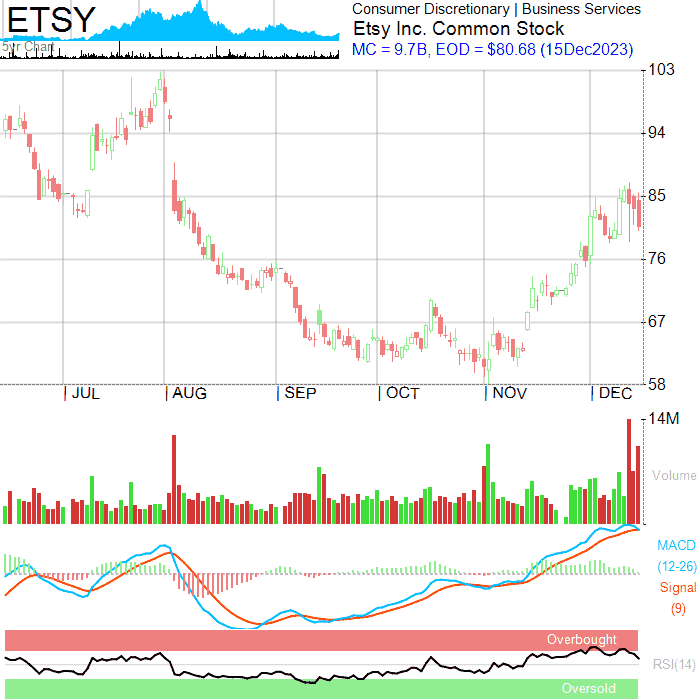 ETSY
5yr Chart
Consumer Discretionary | Business Services
Etsy Inc. Common Stock
MC = 9.7B, EOD = $80.68 (15Dec2023)
103
94
85
76
67
58
JUL
AUG
SEP
OCT
NOV
DEC
14M
Volume
MACD
(12-26)
Signal
(9)
Overbought
RSI(14)
Oversold